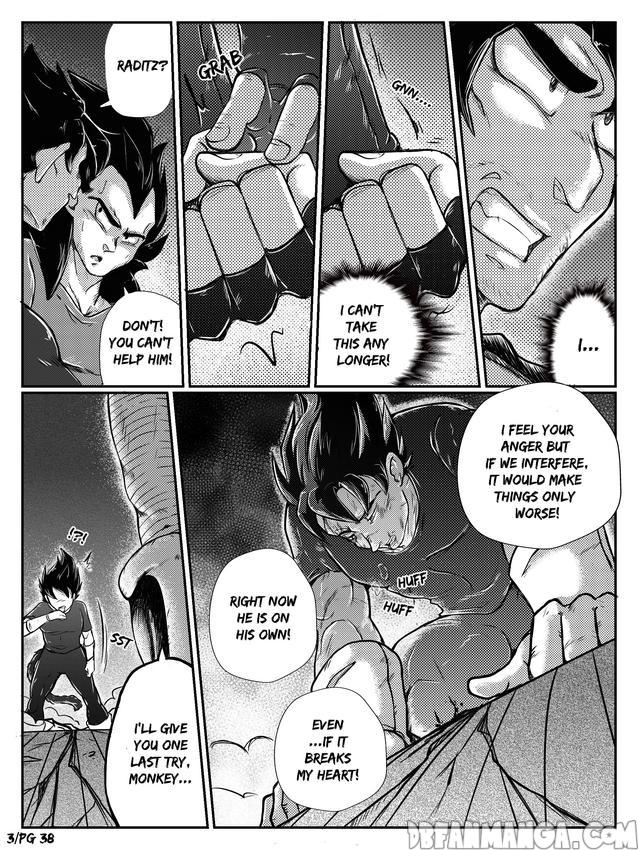 RADITZ?
DON'T!
YOU CAN'T
HELP HIM!
GRAB
GNN....
I CAN'T
TAKE
THIS ANY
LONGER!
I...
I FEEL YOUR
ANGER BUT
IF WE INTERFERE,
IT WOULD MAKE
THINGS ONLY
WORSE!
!?!
SST
HUFF
HUFF
RIGHT NOW
HE IS ON
HIS OWN!
I'LL GIVE
YOU ONE
LAST TRY,
MONKEY...
EVEN
...IF IT
BREAKS
MY HEART!
3/PG 38
DBFANMANGA.COM